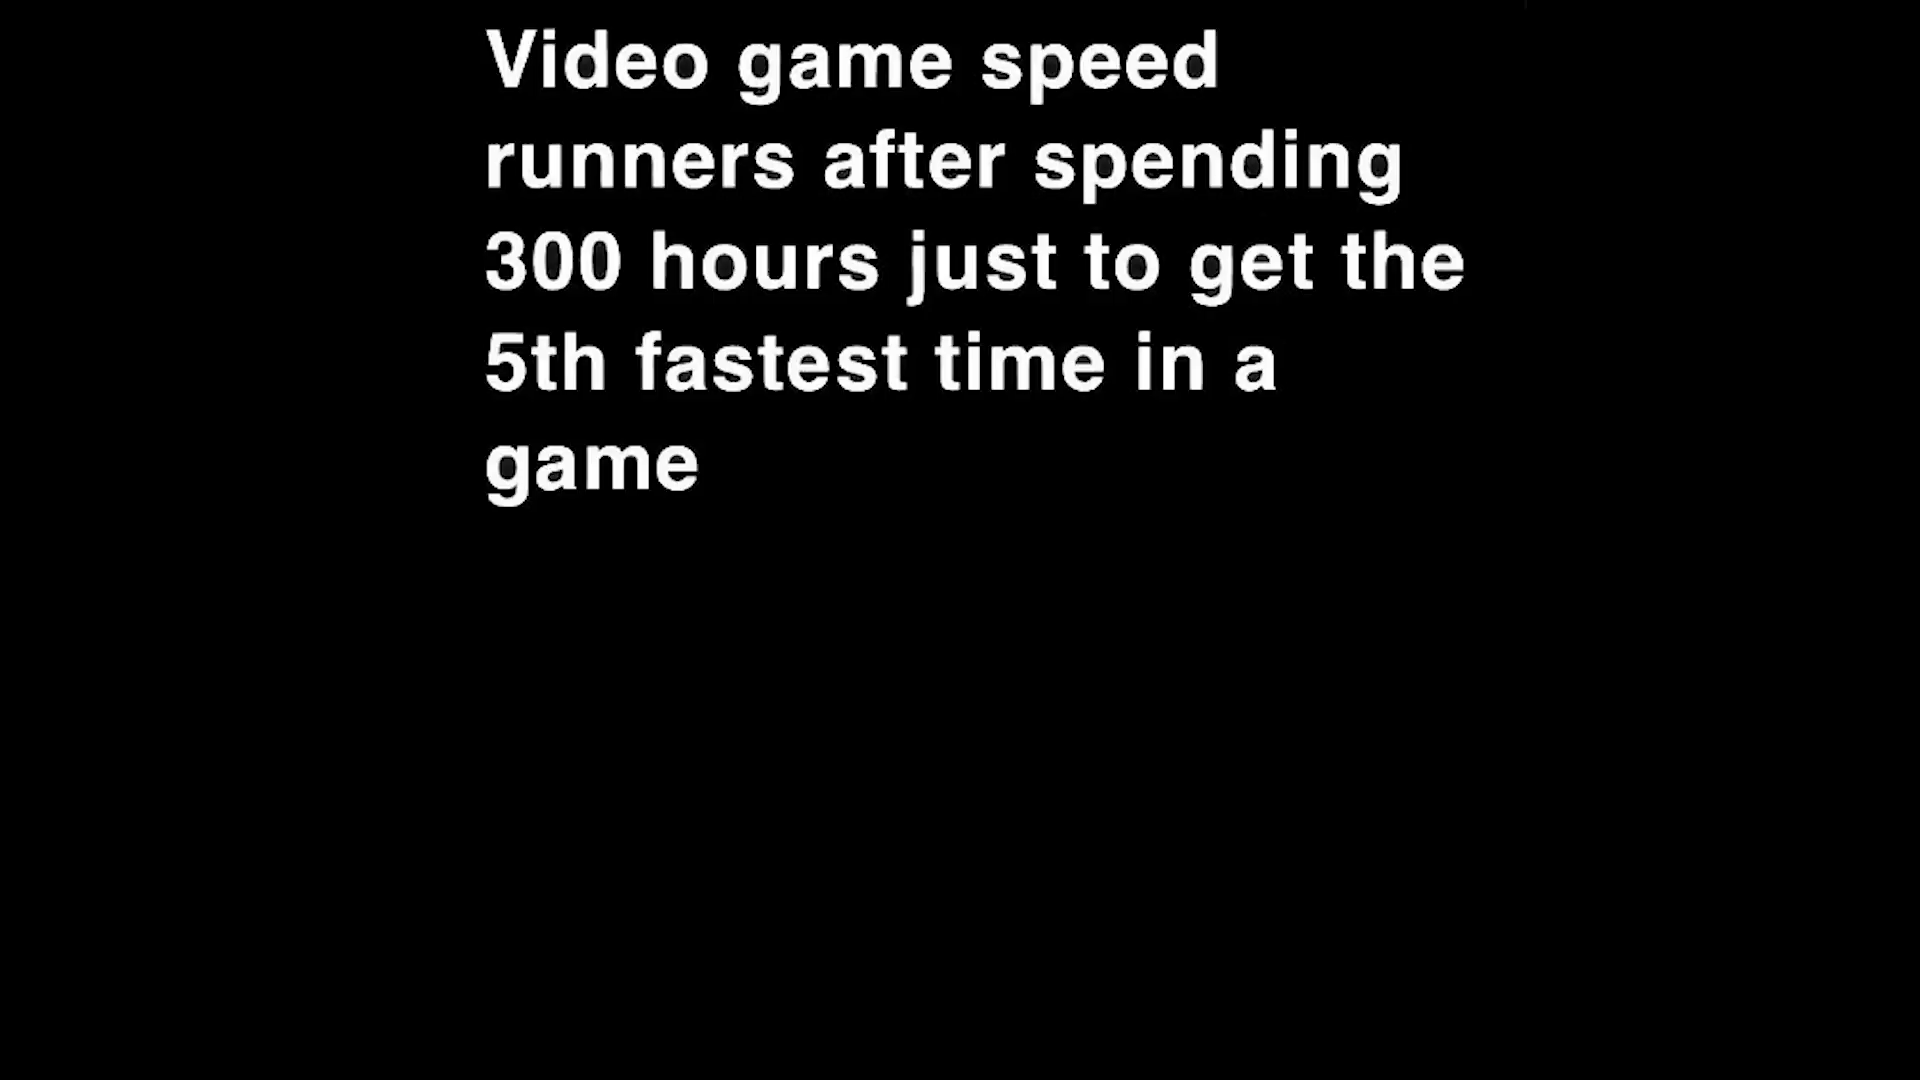 Video game speed
runners after spending
300 hours just to get the
5th fastest time in a
game